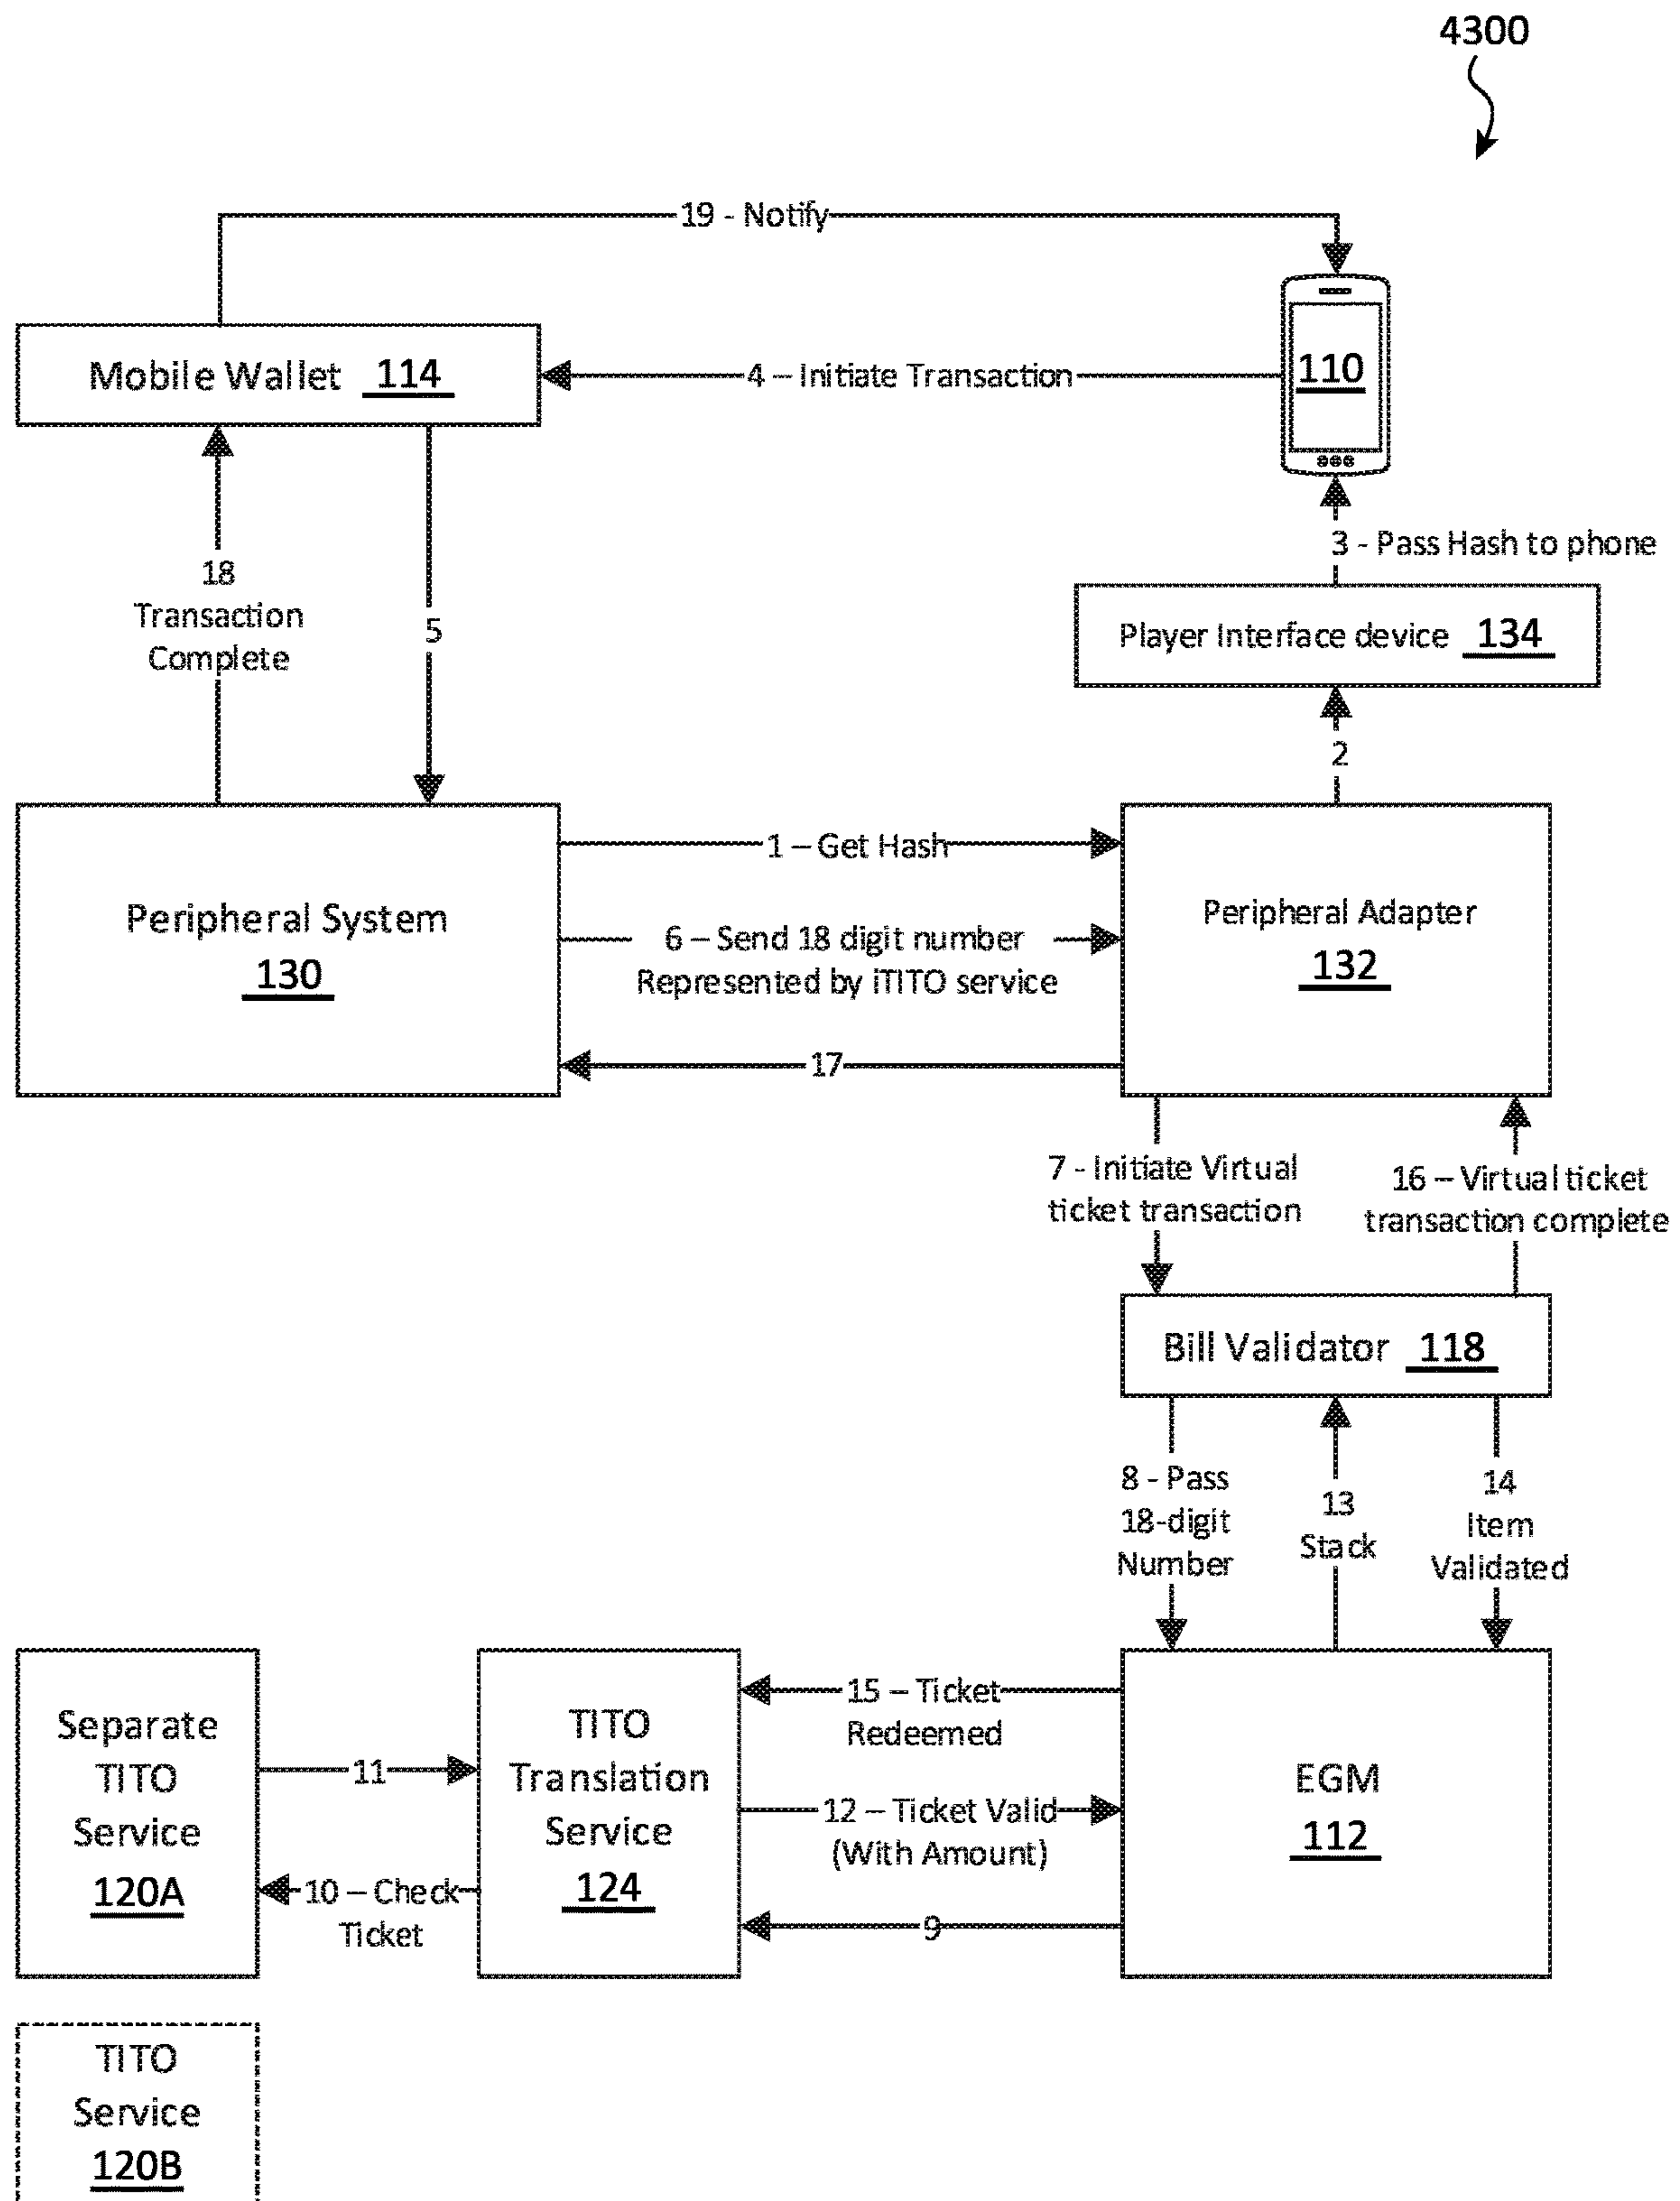 4300
19 - Notify
Mobile Wallet 114
4 – Initiate Transaction
110
3 - Pass Hash to phone
18
Transaction
Complete
5
Player Interface device 134
2
Peripheral System
130
1 – Get Hash
6 – Send 18 digit number
Represented by iTITO service
17
Peripheral Adapter
132
7 - Initiate Virtual
ticket transaction
16 – Virtual ticket
transaction complete
Bill Validator 118
8 - Pass
18-digit
Number
13
Stack
14
Item
Validated
Separate
TITO
Service
120A
11
10 – Check
Ticket
TITO
Translation
Service
124
15 – Ticket
Redeemed
12 – Ticket Valid
(With Amount)
9
EGM
112
TITO
Service
120B